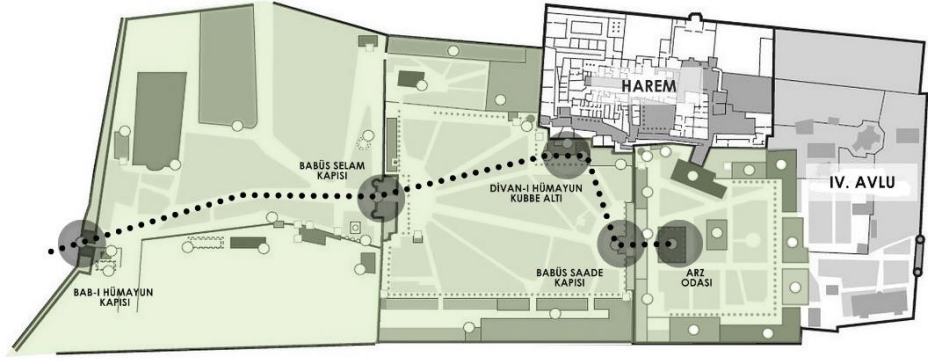 HAREM
BABÜS SELAM
KAPISI
DİVAN-I HÜMAYUN
KUBBE ALTI
IV. AVLU
BAB-I HÜMAYUN
KAPISI
BABÜS SAADE
KAPISI
ARZ
ODASI